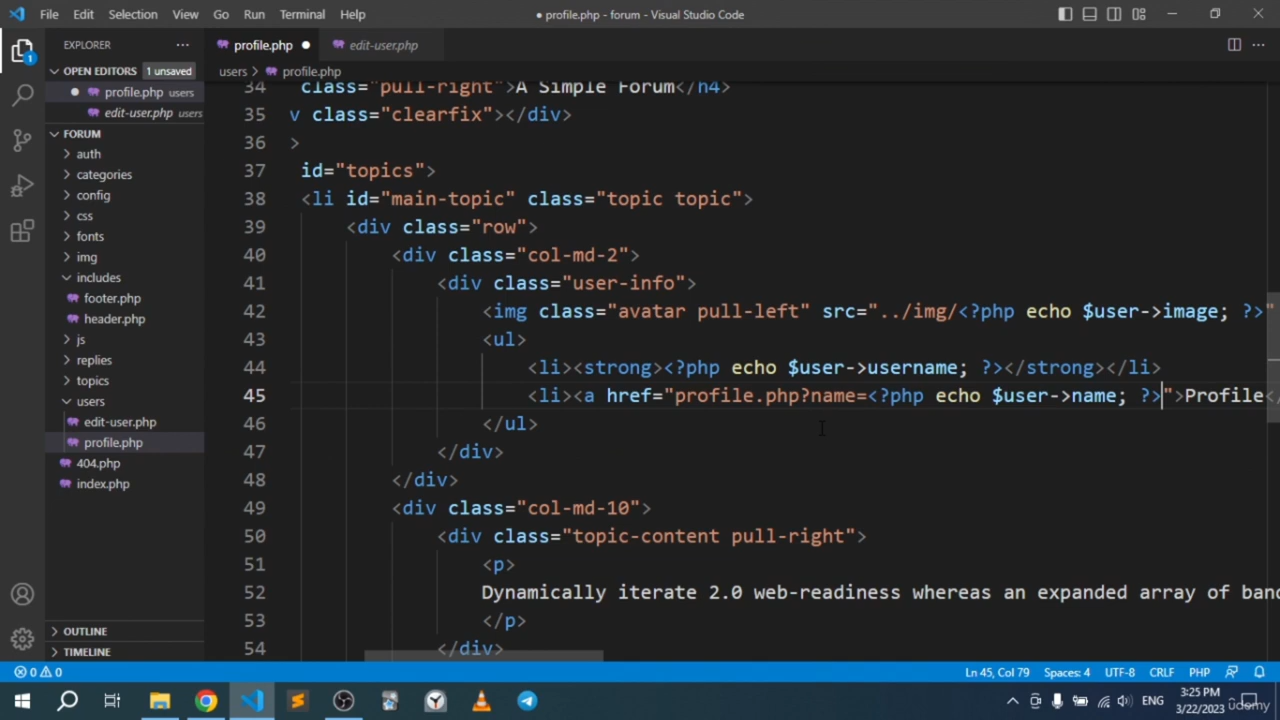 File Edit Selection View Go Run Terminal Help
● profile.php - forum - Visual Studio Code
EXPLORER
profile.php
edit-user.php
OPEN EDITORS 1 unsaved
users > profile.php
profile.php users
edit-user.php users
FORUM
auth
categories
config
css
fonts
img
includes
footer.php
header.php
js
replies
topics
users
edit-user.php
profile.php
404.php
index.php
OUTLINE
TIMELINE
34 class="pull-right">A Simple Forum</h4>
35 v class="clearfix"></div>
36 >
37 id="topics">
38 <li id="main-topic" class="topic topic">
39 <div class="row">
40 <div class="col-md-2">
41 <div class="user-info">
42 <img class="avatar pull-left" src="../img/<?php echo $user->image; ?>"
43 <ul>
44 <li><strong><?php echo $user->username; ?></strong></li>
45 <li><a href="profile.php?name=<?php echo $user->name; ?>">Profile</
46 </ul>
47 </div>
48 </div>
49 <div class="col-md-10">
50 <div class="topic-content pull-right">
51 <p>
52 Dynamically iterate 2.0 web-readiness whereas an expanded array of band
53 </p>
54 </div>
1
0 0
Ln 45, Col 79 Spaces: 4 UTF-8 CRLF PHP
ENG
3:25 PM
3/22/2023
udemy